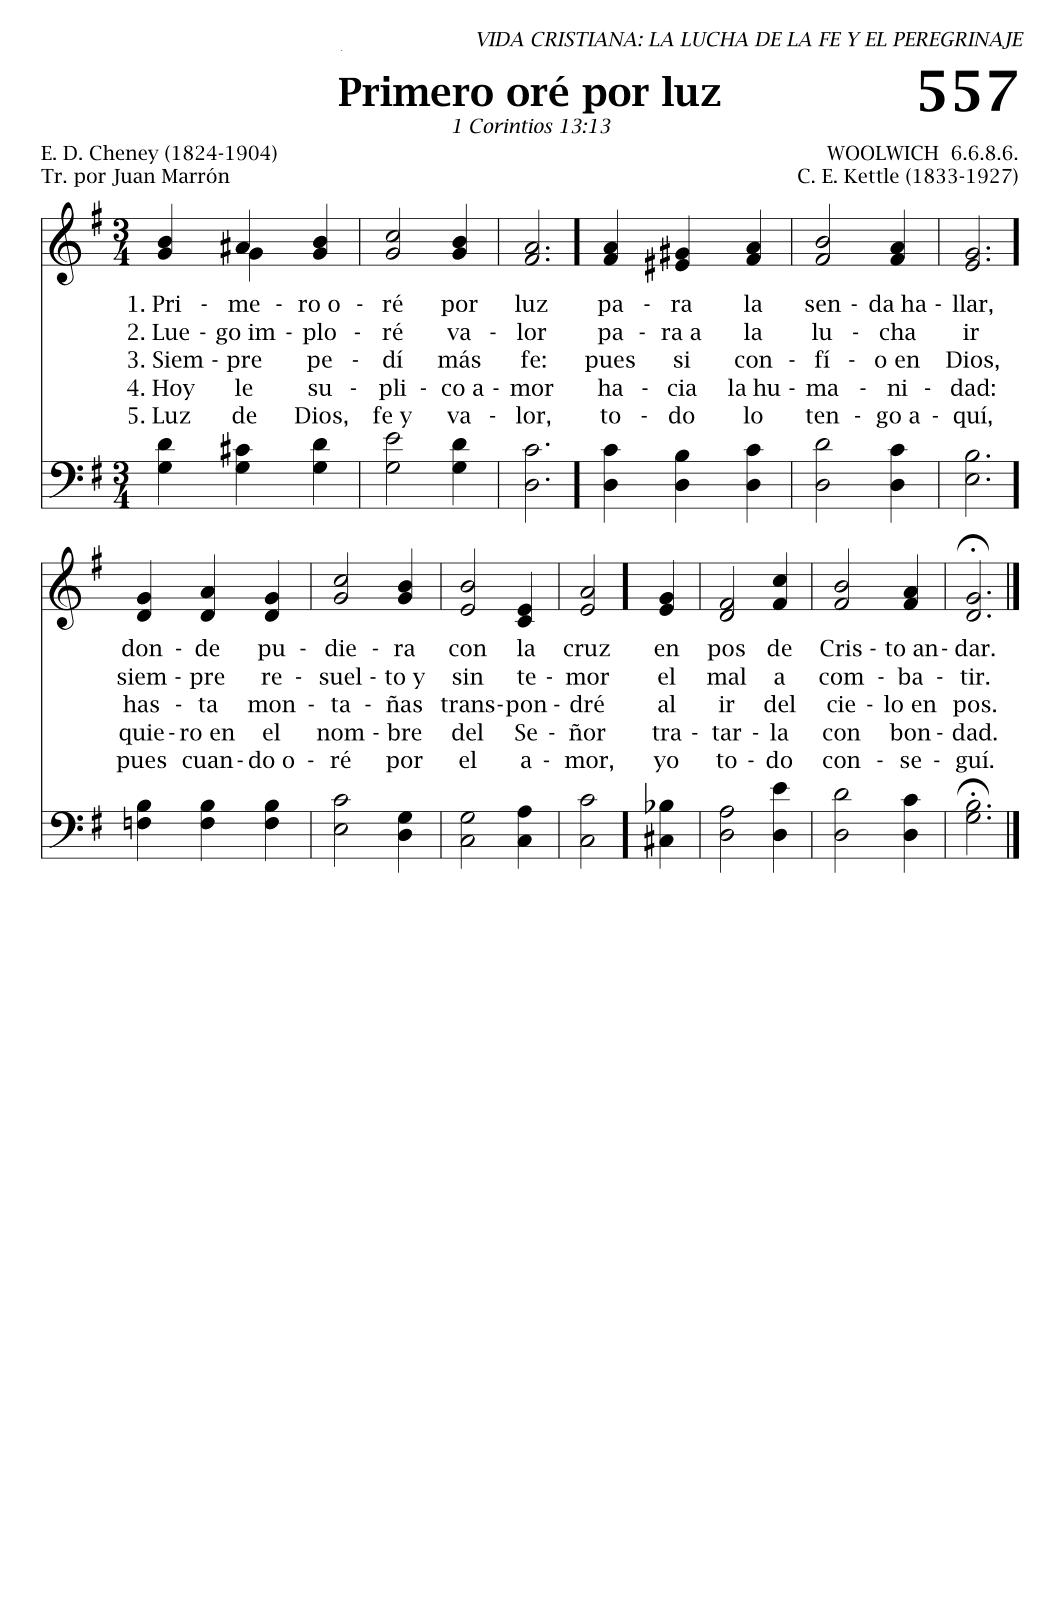 VIDA CRISTIANA: LA LUCHA DE LA FE Y EL PEREGRINAJE
Primero oré por luz 557
1 Corintios 13:13
E. D. Cheney (1824-1904) WOOLWICH 6.6.8.6.
Tr. por Juan Marrón C. E. Kettle (1833-1927)
3 4
1. Pri - me - ro o - ré por luz pa - ra la sen - da ha - llar,
2. Lue - go im - plo - ré va - lor pa - ra a la lu - cha ir
3. Siem - pre pe - dí más fe: pues si con - fí - o en Dios,
4. Hoy le su - pli - co a - mor ha - cia la hu - ma - ni - dad:
5. Luz de Dios, fe y va - lor, to - do lo ten - go a - quí,
3 4
don - de pu - die - ra con la cruz en pos de Cris - to an - dar.
siem - pre re - suel - to y sin te - mor el mal a com - ba - tir.
has - ta mon - ta - ñas trans - pon - dré al ir del cie - lo en pos.
quie - ro en el nom - bre del Se - ñor tra - tar - la con bon - dad.
pues cuan - do o - ré por el a - mor, yo to - do con - se - guí.